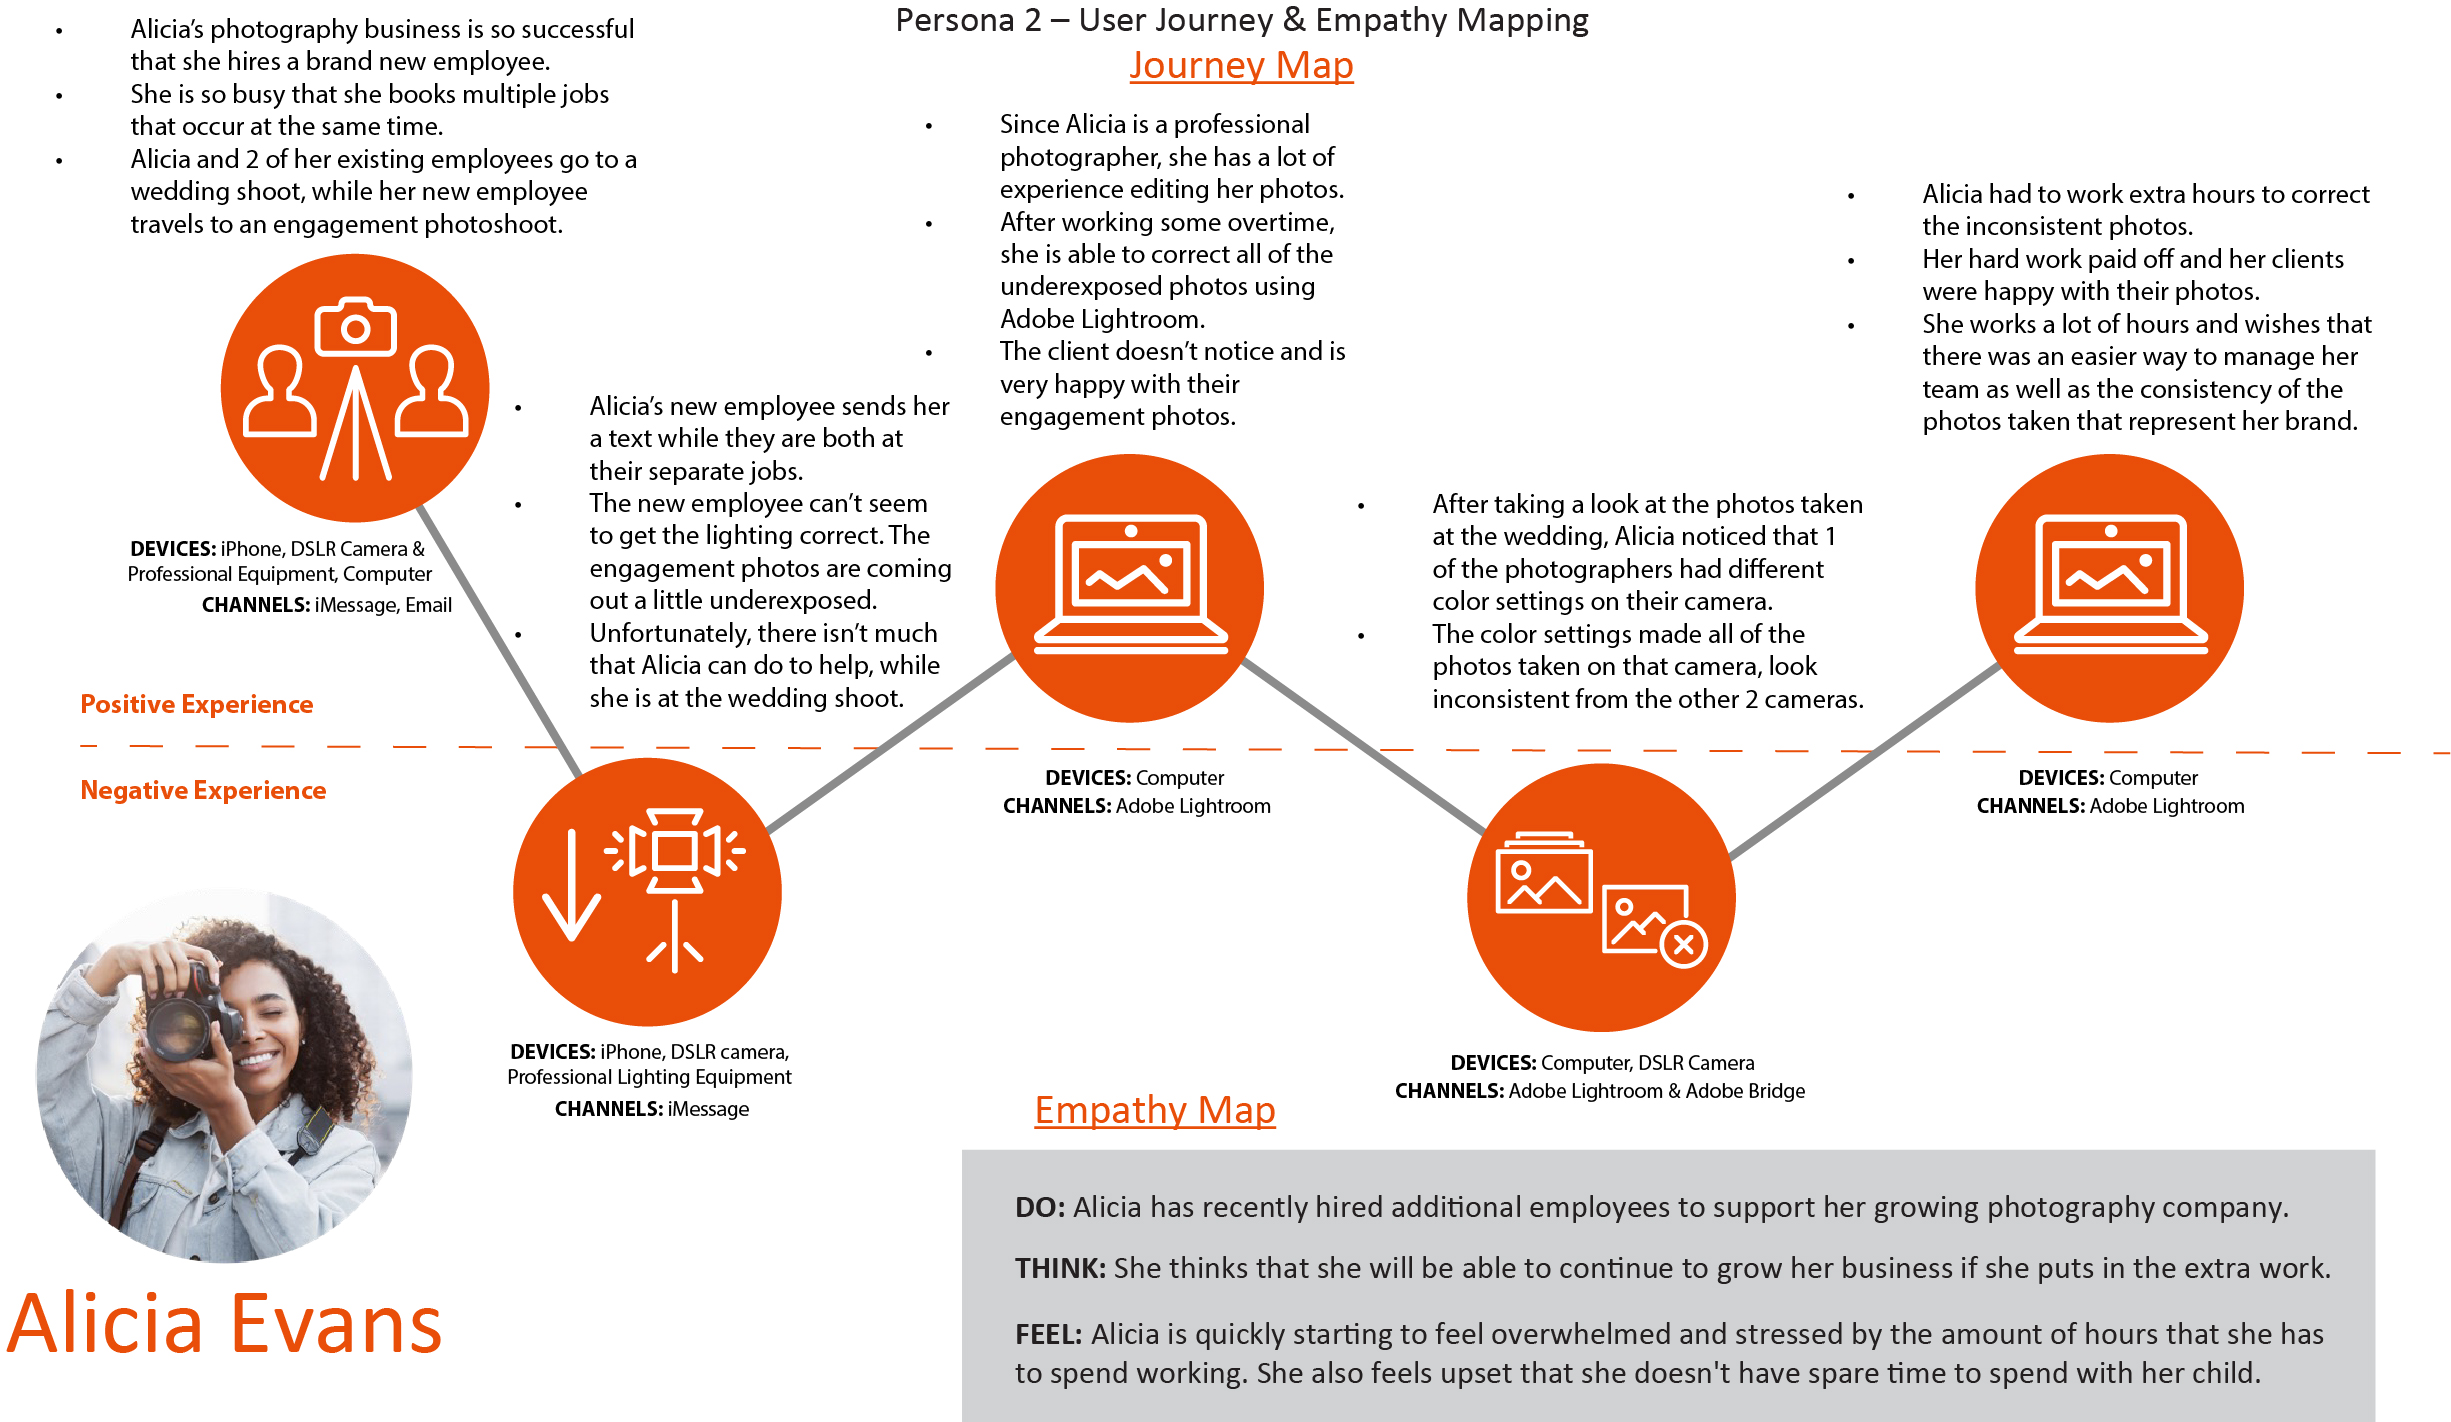 Persona 2 – User Journey & Empathy Mapping
Journey Map
• Alicia’s photography business is so successful
that she hires a brand new employee.
• She is so busy that she books multiple jobs
that occur at the same time.
• Alicia and 2 of her existing employees go to a
wedding shoot, while her new employee
travels to an engagement photoshoot.
DEVICES: iPhone, DSLR Camera &
Professional Equipment, Computer
CHANNELS: iMessage, Email
• Alicia’s new employee sends her
a text while they are both at
their separate jobs.
• The new employee can’t seem
to get the lighting correct. The
engagement photos are coming
out a little underexposed.
• Unfortunately, there isn’t much
that Alicia can do to help, while
she is at the wedding shoot.
DEVICES: iPhone, DSLR camera,
Professional Lighting Equipment
CHANNELS: iMessage
• Since Alicia is a professional
photographer, she has a lot of
experience editing her photos.
• After working some overtime,
she is able to correct all of the
underexposed photos using
Adobe Lightroom.
• The client doesn’t notice and is
very happy with their
engagement photos.
DEVICES: Computer
CHANNELS: Adobe Lightroom
• After taking a look at the photos taken
at the wedding, Alicia noticed that 1
of the photographers had different
color settings on their camera.
• The color settings made all of the
photos taken on that camera, look
inconsistent from the other 2 cameras.
DEVICES: Computer, DSLR Camera
CHANNELS: Adobe Lightroom & Adobe Bridge
• Alicia had to work extra hours to correct
the inconsistent photos.
• Her hard work paid off and her clients
were happy with their photos.
• She works a lot of hours and wishes that
there was an easier way to manage her
team as well as the consistency of the
photos taken that represent her brand.
DEVICES: Computer
CHANNELS: Adobe Lightroom
Positive Experience
Negative Experience
Alicia Evans
Empathy Map
DO: Alicia has recently hired additional employees to support her growing photography company.
THINK: She thinks that she will be able to continue to grow her business if she puts in the extra work.
FEEL: Alicia is quickly starting to feel overwhelmed and stressed by the amount of hours that she has
to spend working. She also feels upset that she doesn't have spare time to spend with her child.